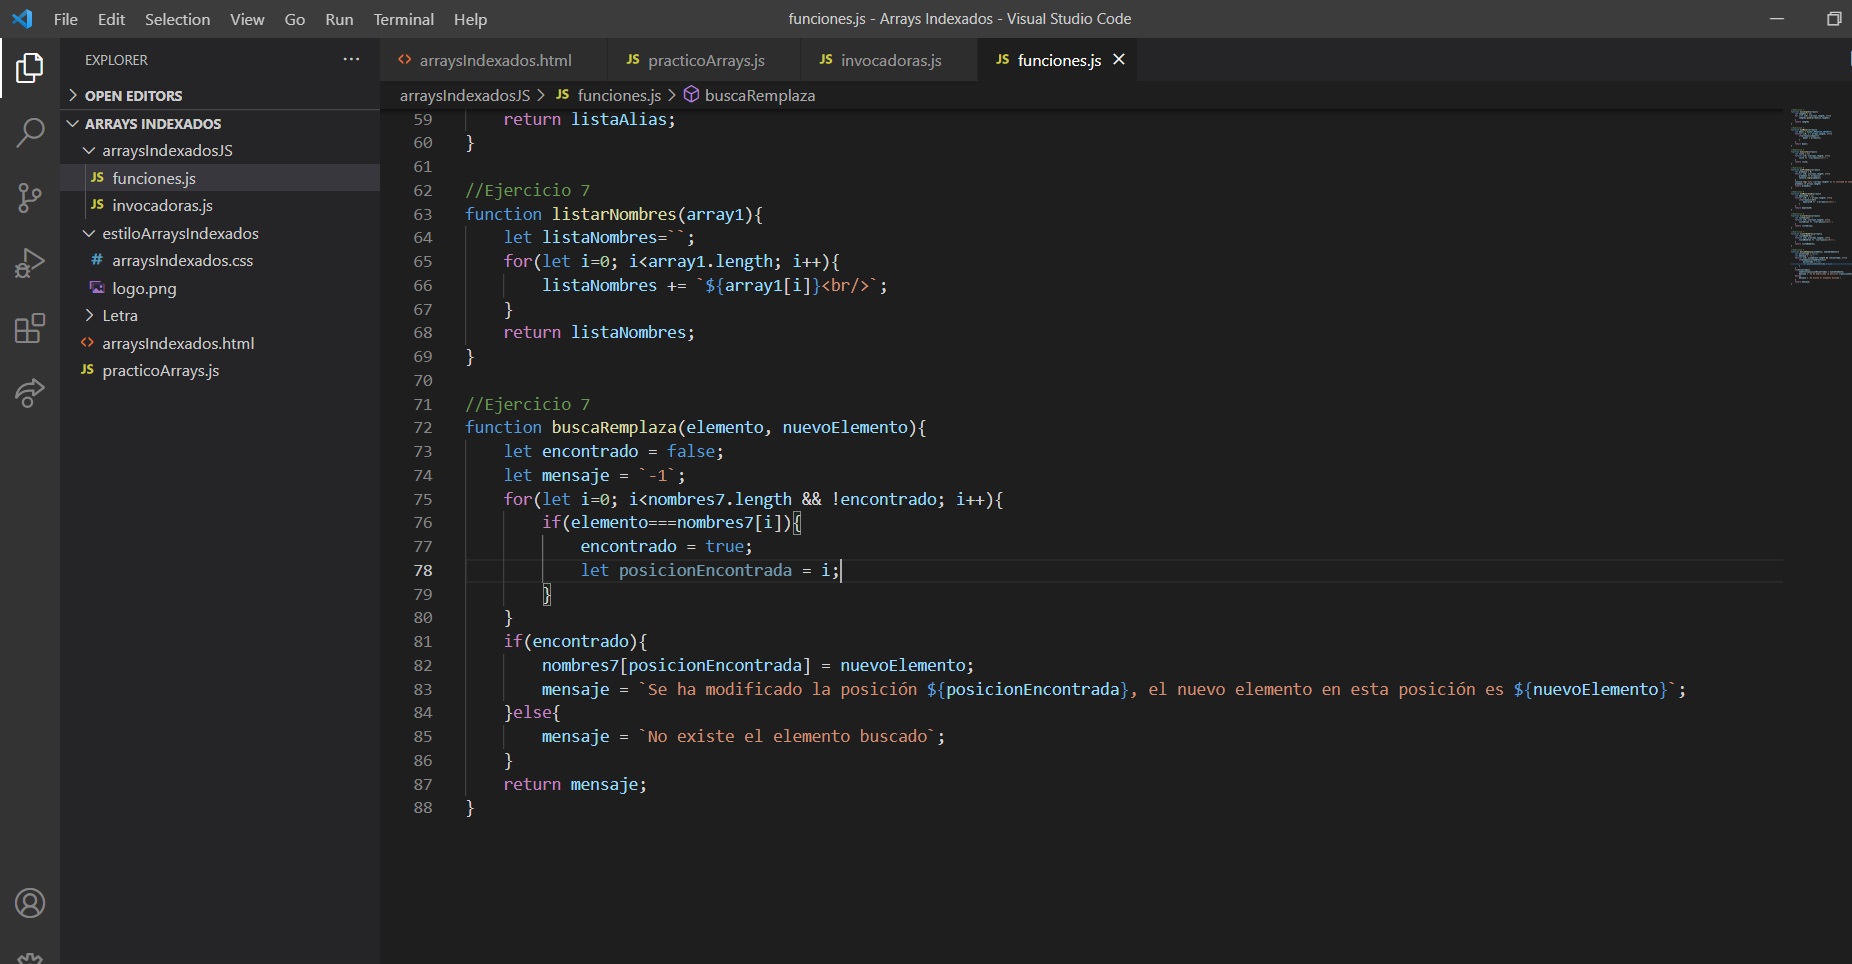 File Edit Selection View Go Run Terminal Help
funciones.js - Arrays Indexados - Visual Studio Code
EXPLORER ···
OPEN EDITORS
ARRAYS INDEXADOS
arraysIndexadosJS
JS funciones.js
JS invocadoras.js
estiloArraysIndexados
# arraysIndexados.css
logo.png
Letra
<> arraysIndexados.html
JS practicoArrays.js
<> arraysIndexados.html JS practicoArrays.js JS invocadoras.js JS funciones.js
arraysIndexadosJS > JS funciones.js > buscaRemplaza
59 return listaAlias;
60 }
61
62 //Ejercicio 7
63 function listarNombres(array1){
64 let listaNombres=``;
65 for(let i=0; i<array1.length; i++){
66 listaNombres += `${array1[i]}<br/>`;
67 }
68 return listaNombres;
69 }
70
71 //Ejercicio 7
72 function buscaRemplaza(elemento, nuevoElemento){
73 let encontrado = false;
74 let mensaje = `-1`;
75 for(let i=0; i<nombres7.length && !encontrado; i++){
76 if(elemento===nombres7[i]){
77 encontrado = true;
78 let posicionEncontrada = i;
79 }
80 }
81 if(encontrado){
82 nombres7[posicionEncontrada] = nuevoElemento;
83 mensaje = `Se ha modificado la posición ${posicionEncontrada}, el nuevo elemento en esta posición es ${nuevoElemento}`;
84 }else{
85 mensaje = `No existe el elemento buscado`;
86 }
87 return mensaje;
88 }